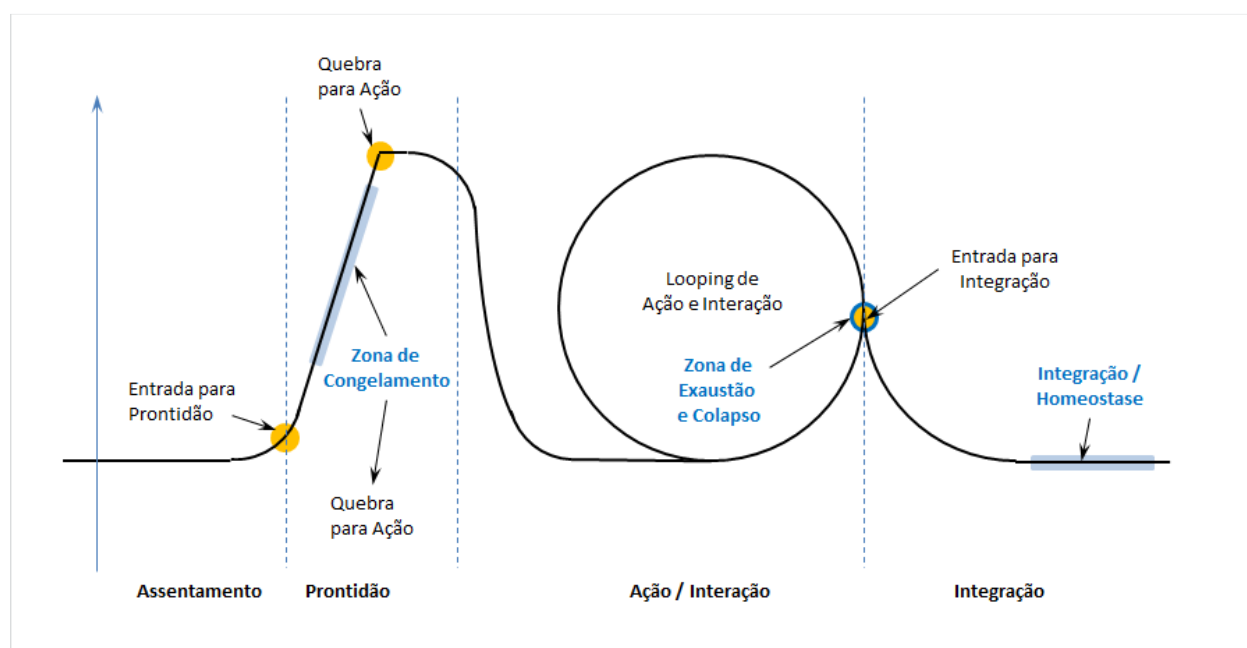 Quebra
para Ação
Looping de
Ação e Interação
Entrada para
Integração
Zona de
Congelamento
Zona de
Exaustão
e Colapso
Integração /
Homeostase
Entrada para
Prontidão
Quebra
para Ação
Assentamento
Prontidão
Ação / Interação
Integração